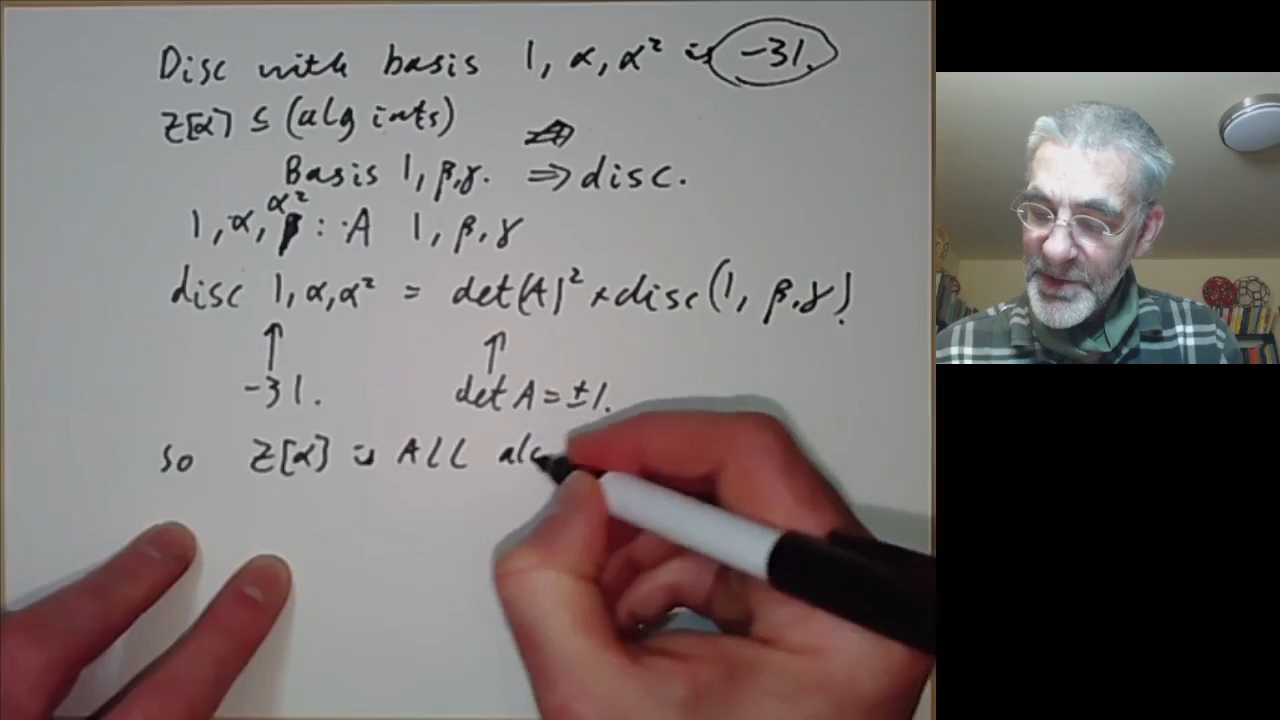 Disc with basis 1, α, α² is -31.
Z[α] ≤ (alg ints)
Basis 1, β, γ. ⇒ disc.
1, α, α² : A 1, β, γ
disc 1, α, α² = det(A)² × disc(1, β, γ)
↑ ↑
-31. det A = ±1.
so Z[α] is ALL alg